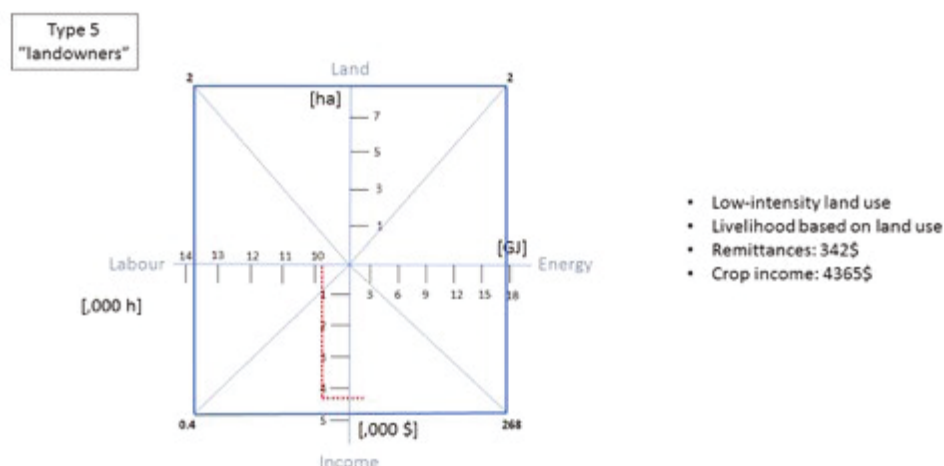 Type 5
"landowners"
Land
2
2
[ha]
7
5
3
1
[GJ]
Labour
14
13
12
11
10
Energy
3
6
9
12
15
18
[,000 h]
5
[,000 $]
0.4
268
Income
• Low-intensity land use
• Livelihood based on land use
• Remittances: 342$
• Crop income: 4365$